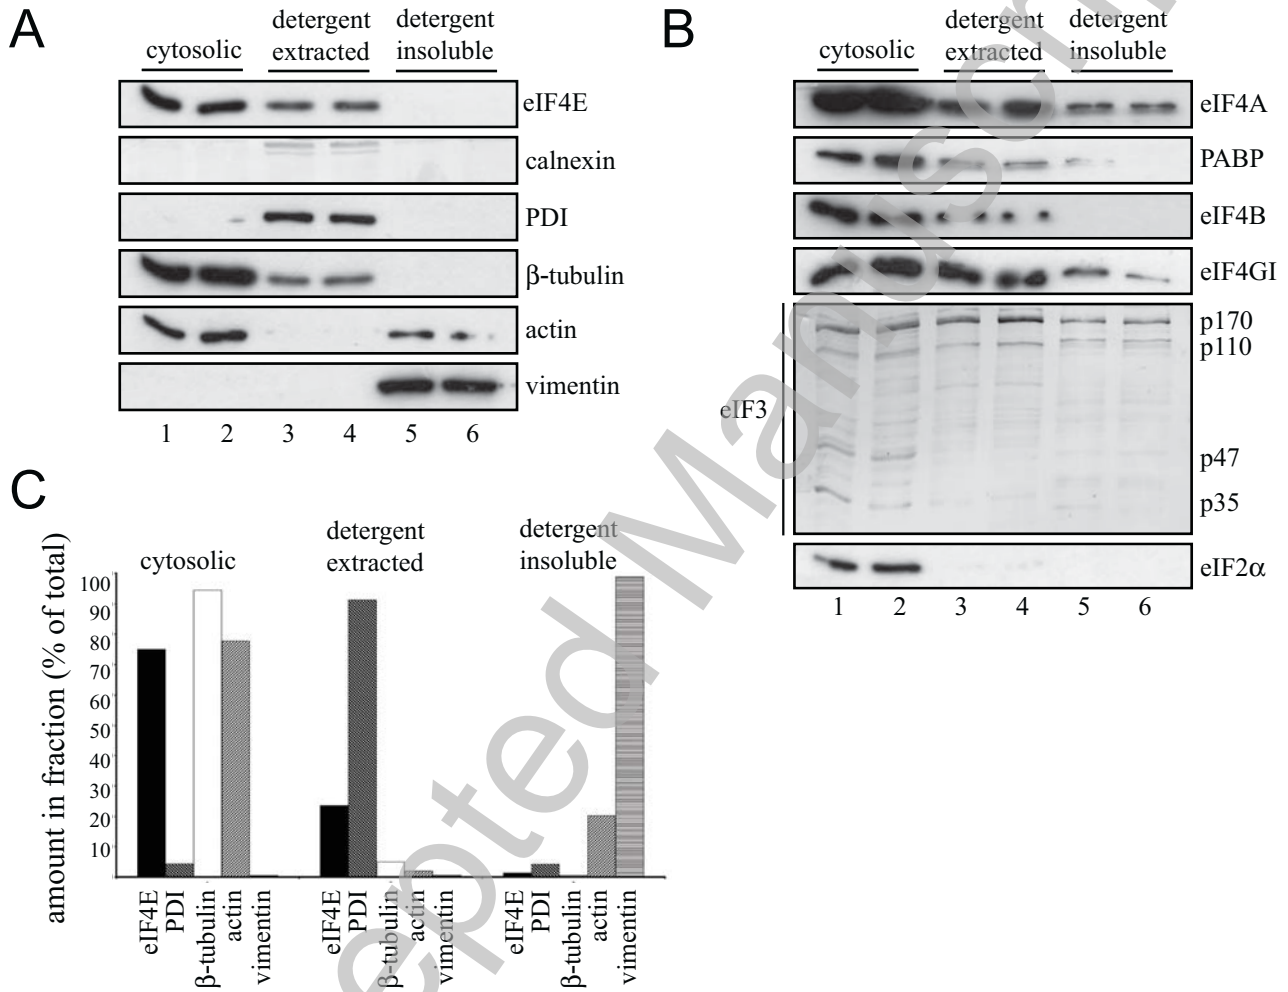 A
cytosolic
detergent
extracted
detergent
insoluble
eIF4E
calnexin
PDI
β-tubulin
actin
vimentin
1 2 3 4 5 6
B
cytosolic
detergent
extracted
detergent
insoluble
eIF4A
PABP
eIF4B
eIF4GI
eIF3
p170
p110
p47
p35
eIF2α
1 2 3 4 5 6
C
amount in fraction (% of total)
cytosolic
detergent
extracted
detergent
insoluble
100
90
80
70
60
50
40
30
20
10
eIF4E
PDI
β-tubulin
actin
vimentin
eIF4E
PDI
β-tubulin
actin
vimentin
eIF4E
PDI
β-tubulin
actin
vimentin
epted Manuscrip